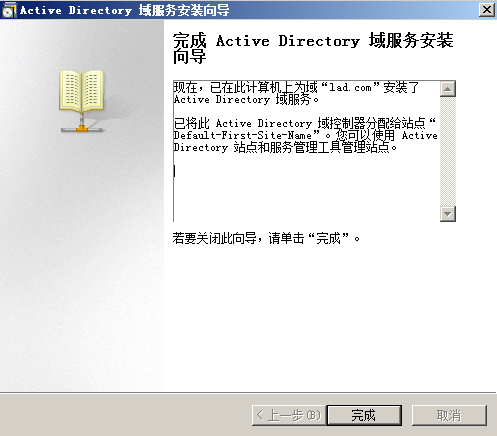 Active Directory 域服务安装向导
完成 Active Directory 域服务安装
向导
现在，已在此计算机上为域“lad.com”安装了
Active Directory 域服务。
已将此 Active Directory 域控制器分配给站点“
Default-First-Site-Name”。您可以使用 Active
Directory 站点和服务管理工具管理站点。
若要关闭此向导，请单击“完成”。
< 上一步(B)
完成
取消